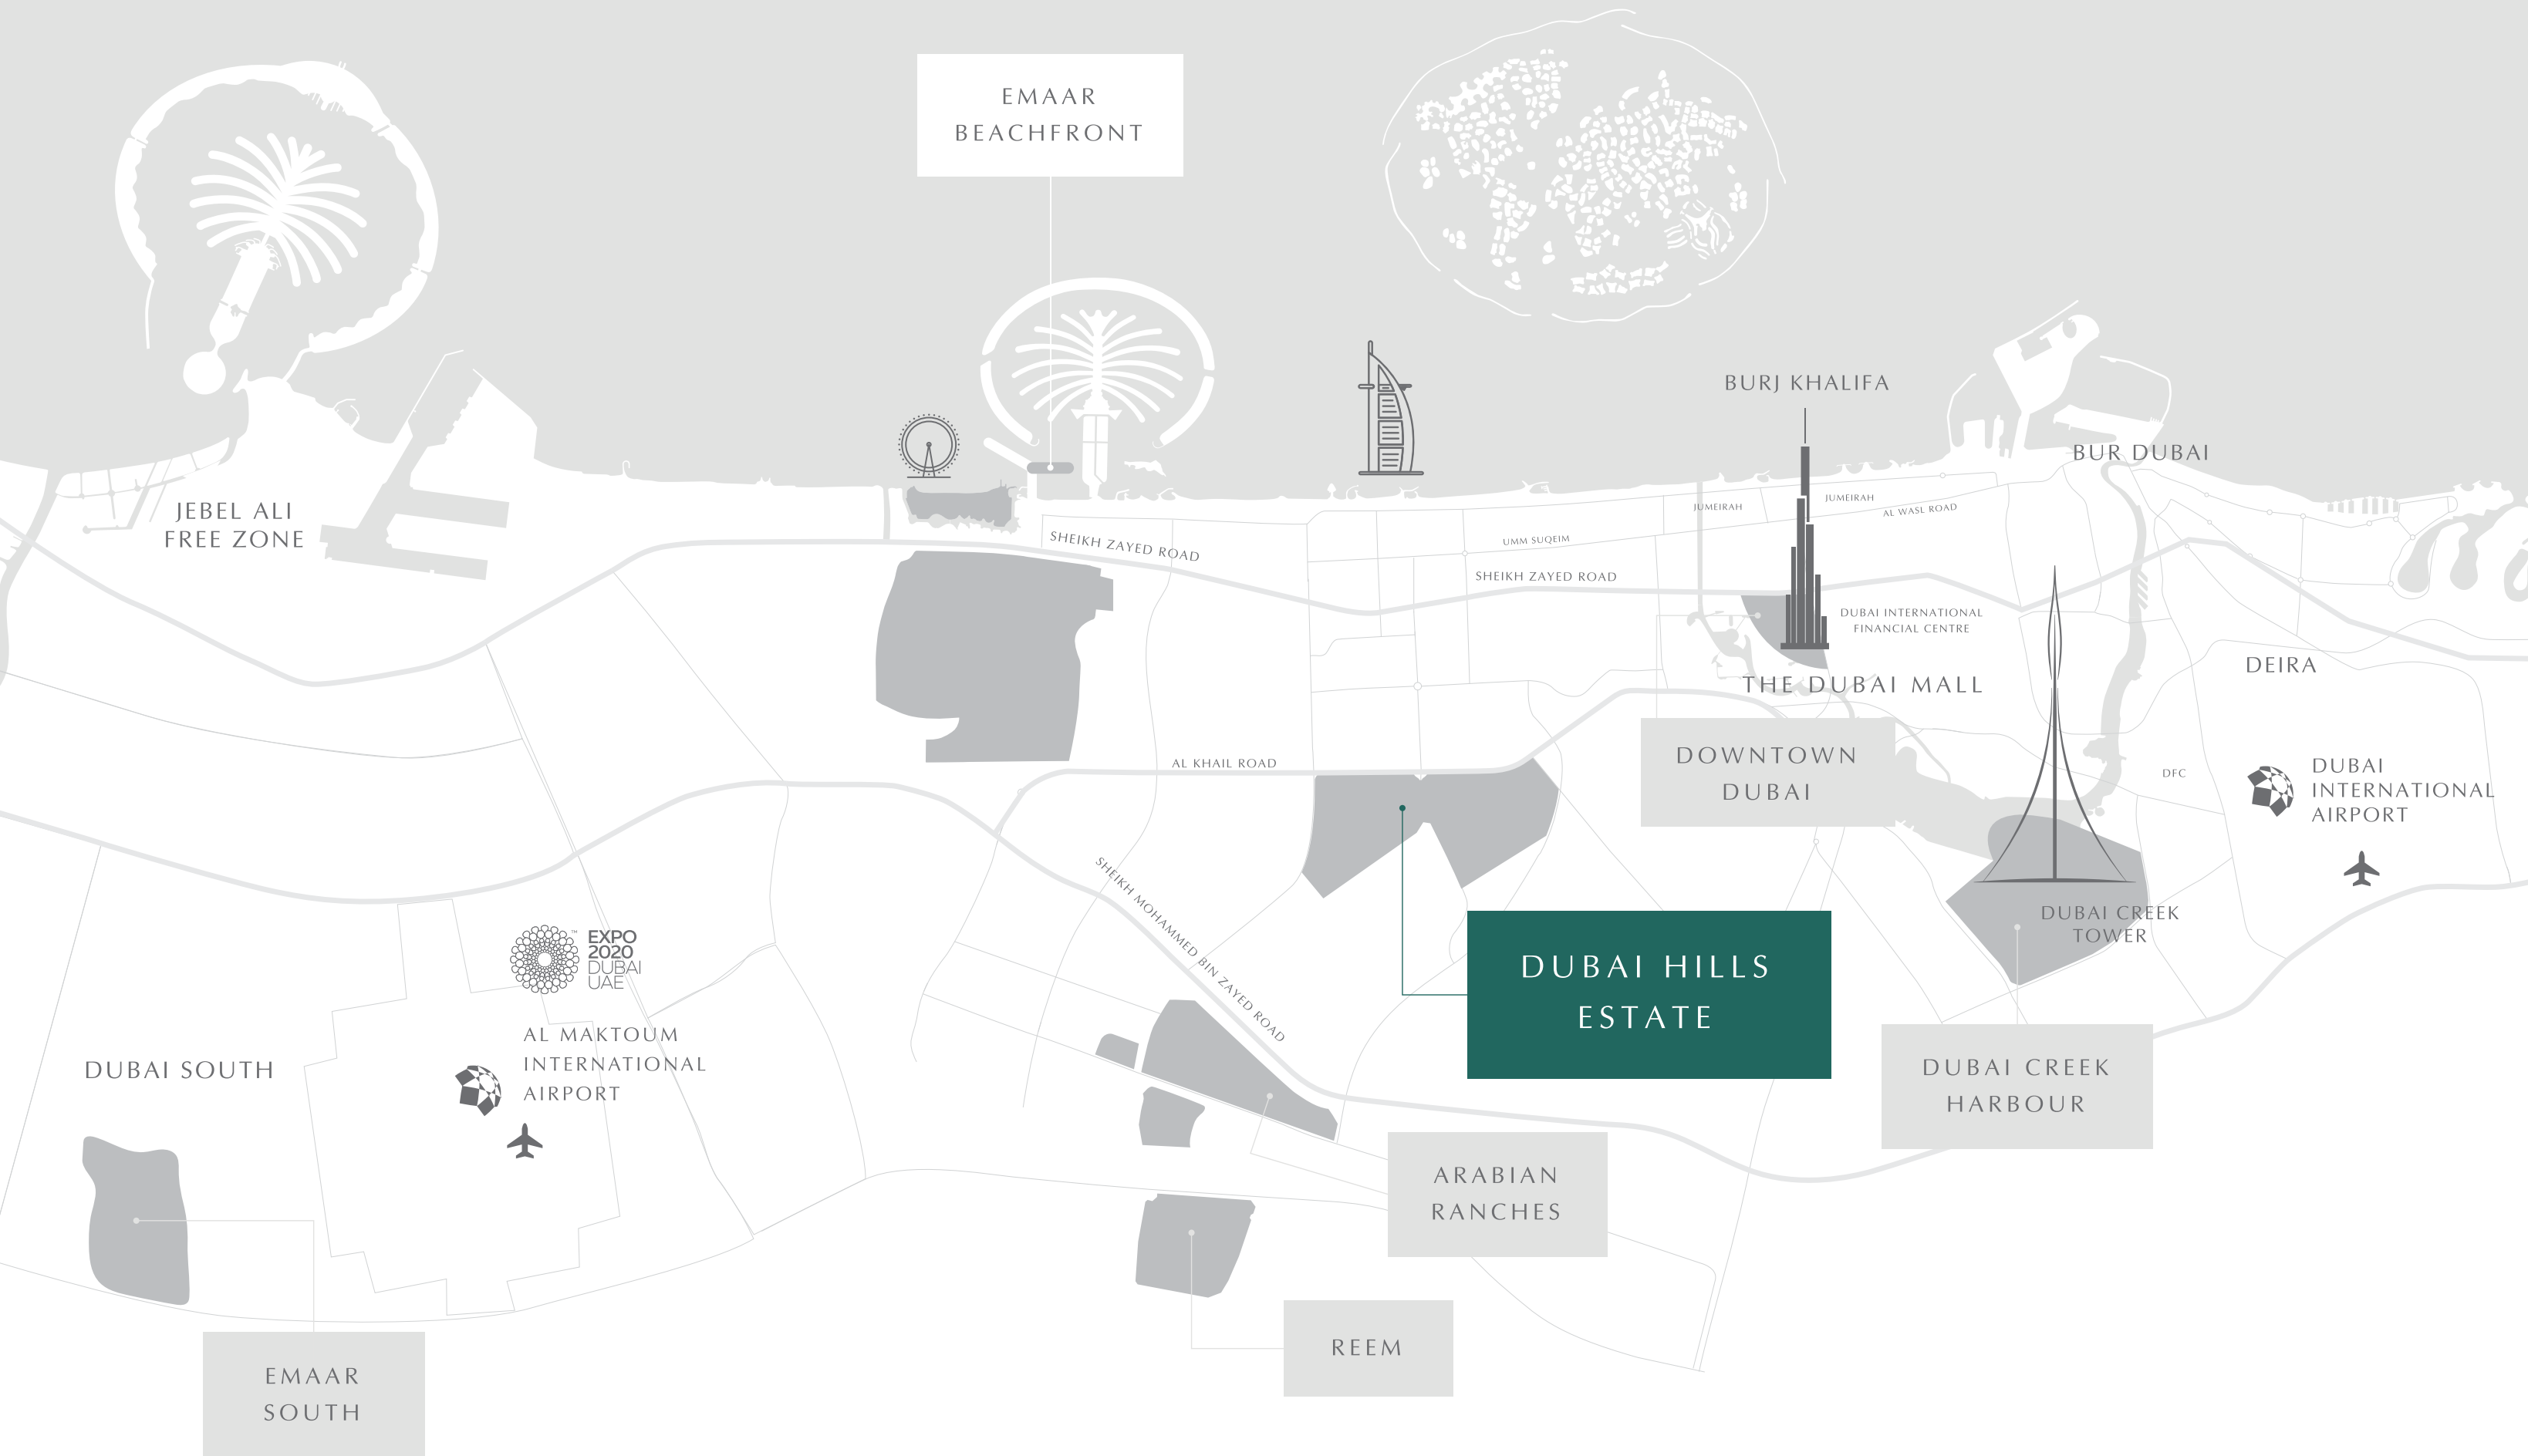 EMAAR
BEACHFRONT
BURJ KHALIFA
BUR DUBAI
JEBEL ALI
FREE ZONE
JUMEIRAH
JUMEIRAH
AL WASL ROAD
SHEIKH ZAYED ROAD
UMM SUQEIM
SHEIKH ZAYED ROAD
DUBAI INTERNATIONAL
FINANCIAL CENTRE
DEIRA
THE DUBAI MALL
DOWNTOWN
DUBAI
AL KHAIL ROAD
DFC
DUBAI
INTERNATIONAL
AIRPORT
SHEIKH MOHAMMED BIN ZAYED ROAD
DUBAI CREEK
TOWER
EXPO
2020
DUBAI
UAE
TM
DUBAI HILLS
ESTATE
AL MAKTOUM
INTERNATIONAL
AIRPORT
DUBAI SOUTH
DUBAI CREEK
HARBOUR
ARABIAN
RANCHES
REEM
EMAAR
SOUTH